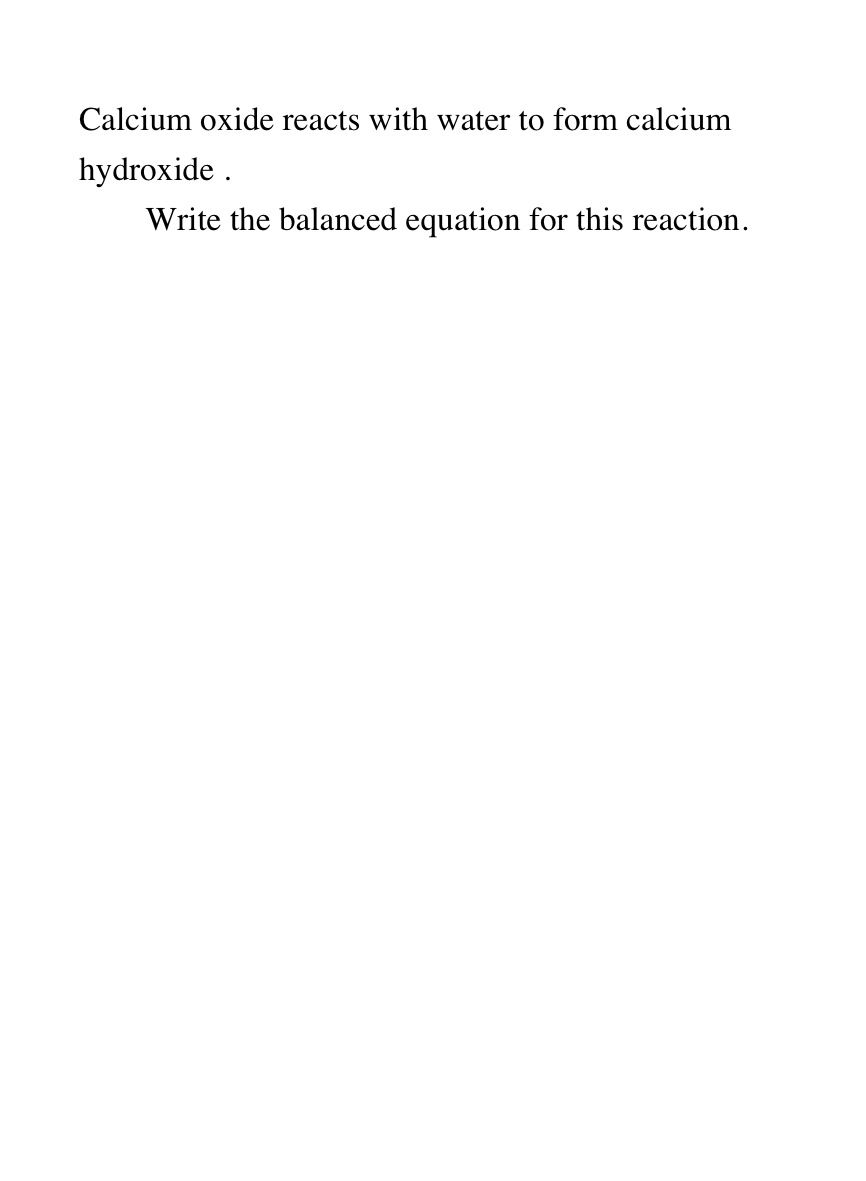 Calcium oxide reacts with water to form calcium
hydroxide .
Write the balanced equation for this reaction.